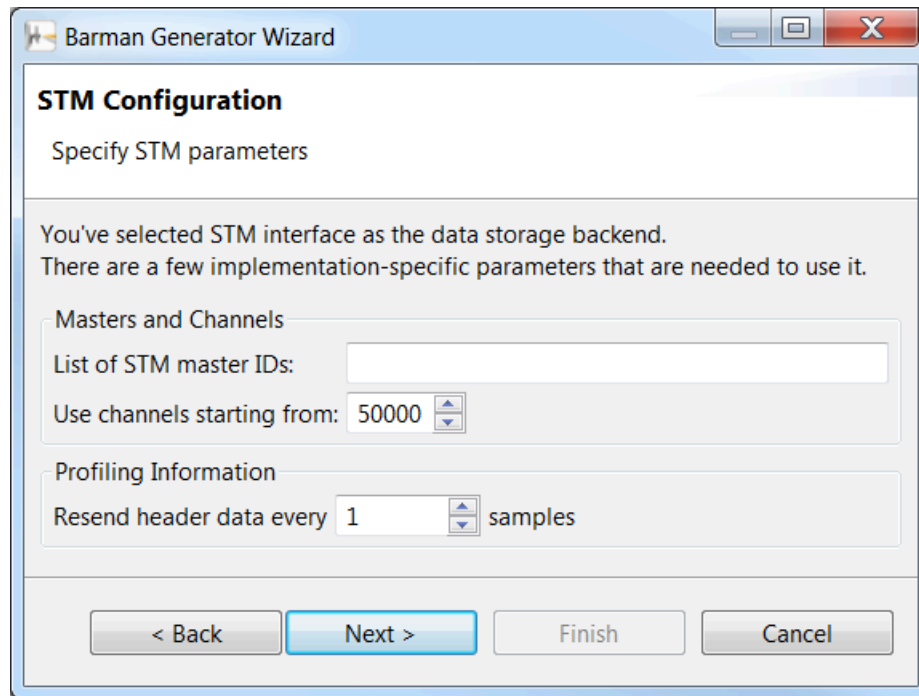 Barman Generator Wizard
STM Configuration
Specify STM parameters
You've selected STM interface as the data storage backend.
There are a few implementation-specific parameters that are needed to use it.
Masters and Channels
List of STM master IDs:
Use channels starting from: 50000
Profiling Information
Resend header data every 1 samples
< Back Next > Finish Cancel